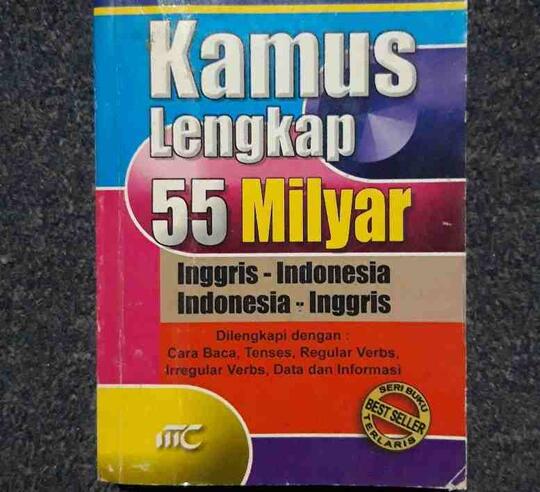 Kamus
Lengkap
55 Milyar
Inggris - Indonesia
Indonesia - Inggris
Dilengkapi dengan :
Cara Baca, Tenses, Regular Verbs,
Irregular Verbs, Data dan Informasi
SERI BUKU
BEST SELLER
TERLARIS